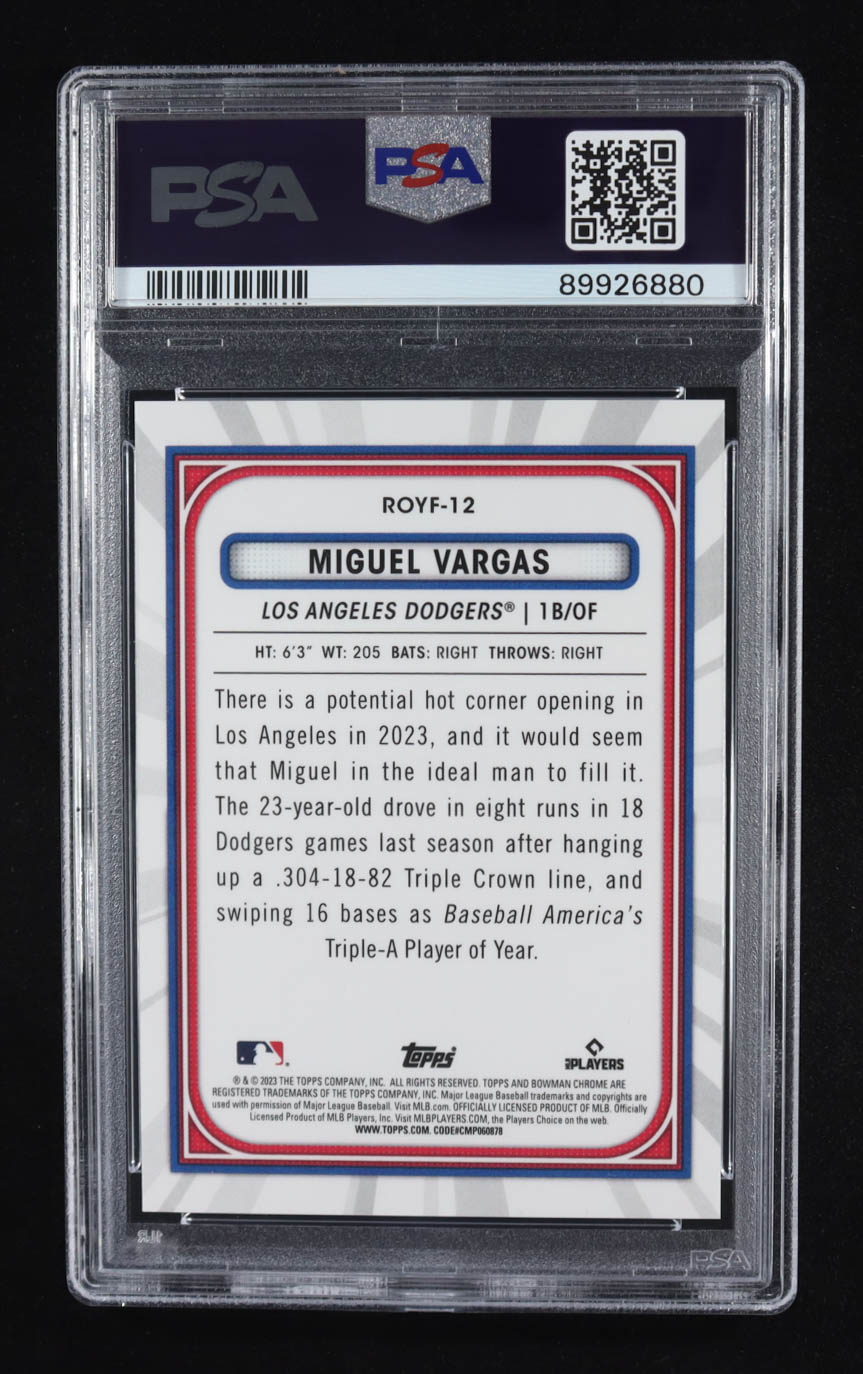 PSA
PSA
89926880
ROYF-12
MIGUEL VARGAS
LOS ANGELES DODGERS® | 1B/OF
HT: 6'3" WT: 205 BATS: RIGHT THROWS: RIGHT
There is a potential hot corner opening in
Los Angeles in 2023, and it would seem
that Miguel in the ideal man to fill it.
The 23-year-old drove in eight runs in 18
Dodgers games last season after hanging
up a .304-18-82 Triple Crown line, and
swiping 16 bases as Baseball America's
Triple-A Player of Year.
topps
PLAYERS
® & © 2023 THE TOPPS COMPANY, INC. ALL RIGHTS RESERVED. TOPPS AND BOWMAN CHROME ARE
REGISTERED TRADEMARKS OF THE TOPPS COMPANY, INC. Major League Baseball trademarks and copyrights are
used with permission of Major League Baseball. Visit MLB.com. OFFICIALLY LICENSED PRODUCT OF MLB. Officially
Licensed Product of MLB Players, Inc. Visit MLBPLAYERS.COM, the Players Choice on the web.
WWW.TOPPS.COM. CODE#CMP060878
PSA